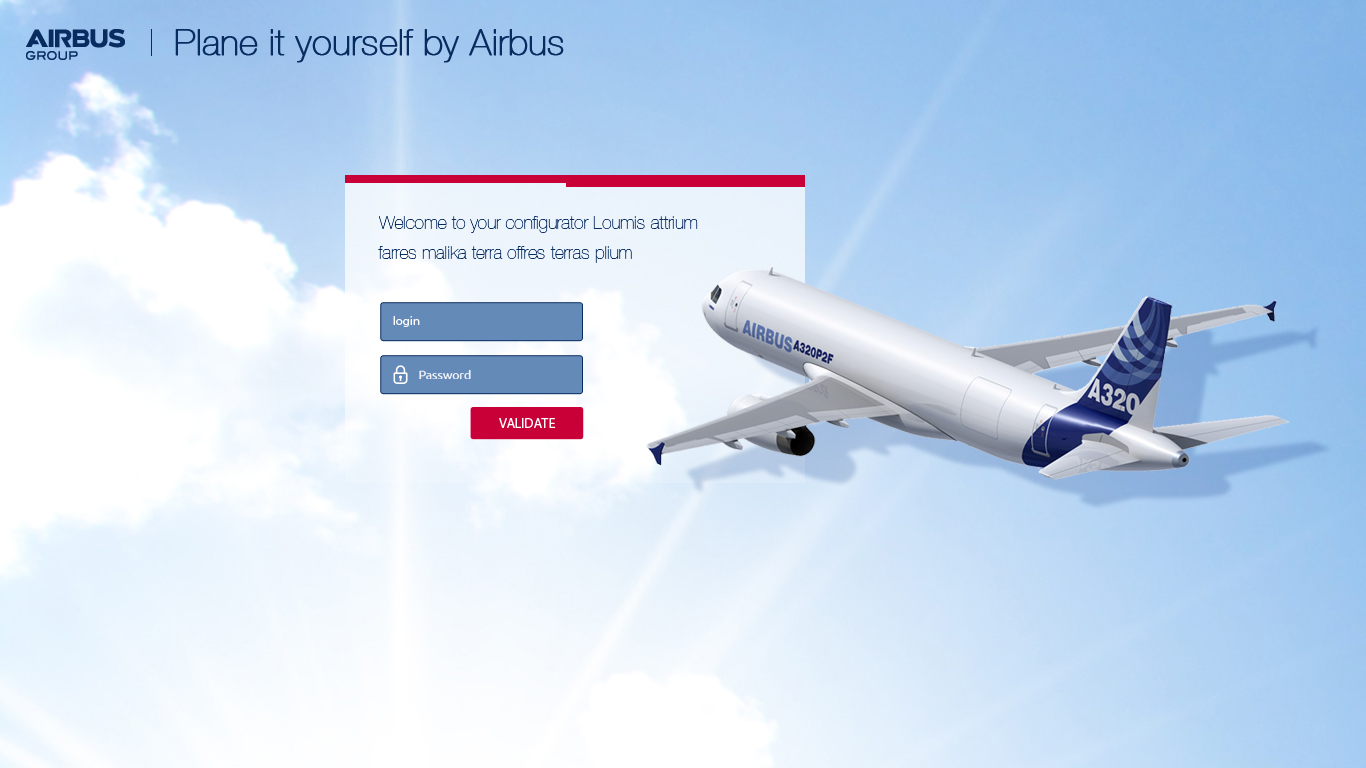 AIRBUS
GROUP
Plane it yourself by Airbus
Welcome to your configurator Loumis attrium
farres malika terra offres terras plium
login
Password
VALIDATE
AIRBUS A320P2F
A320